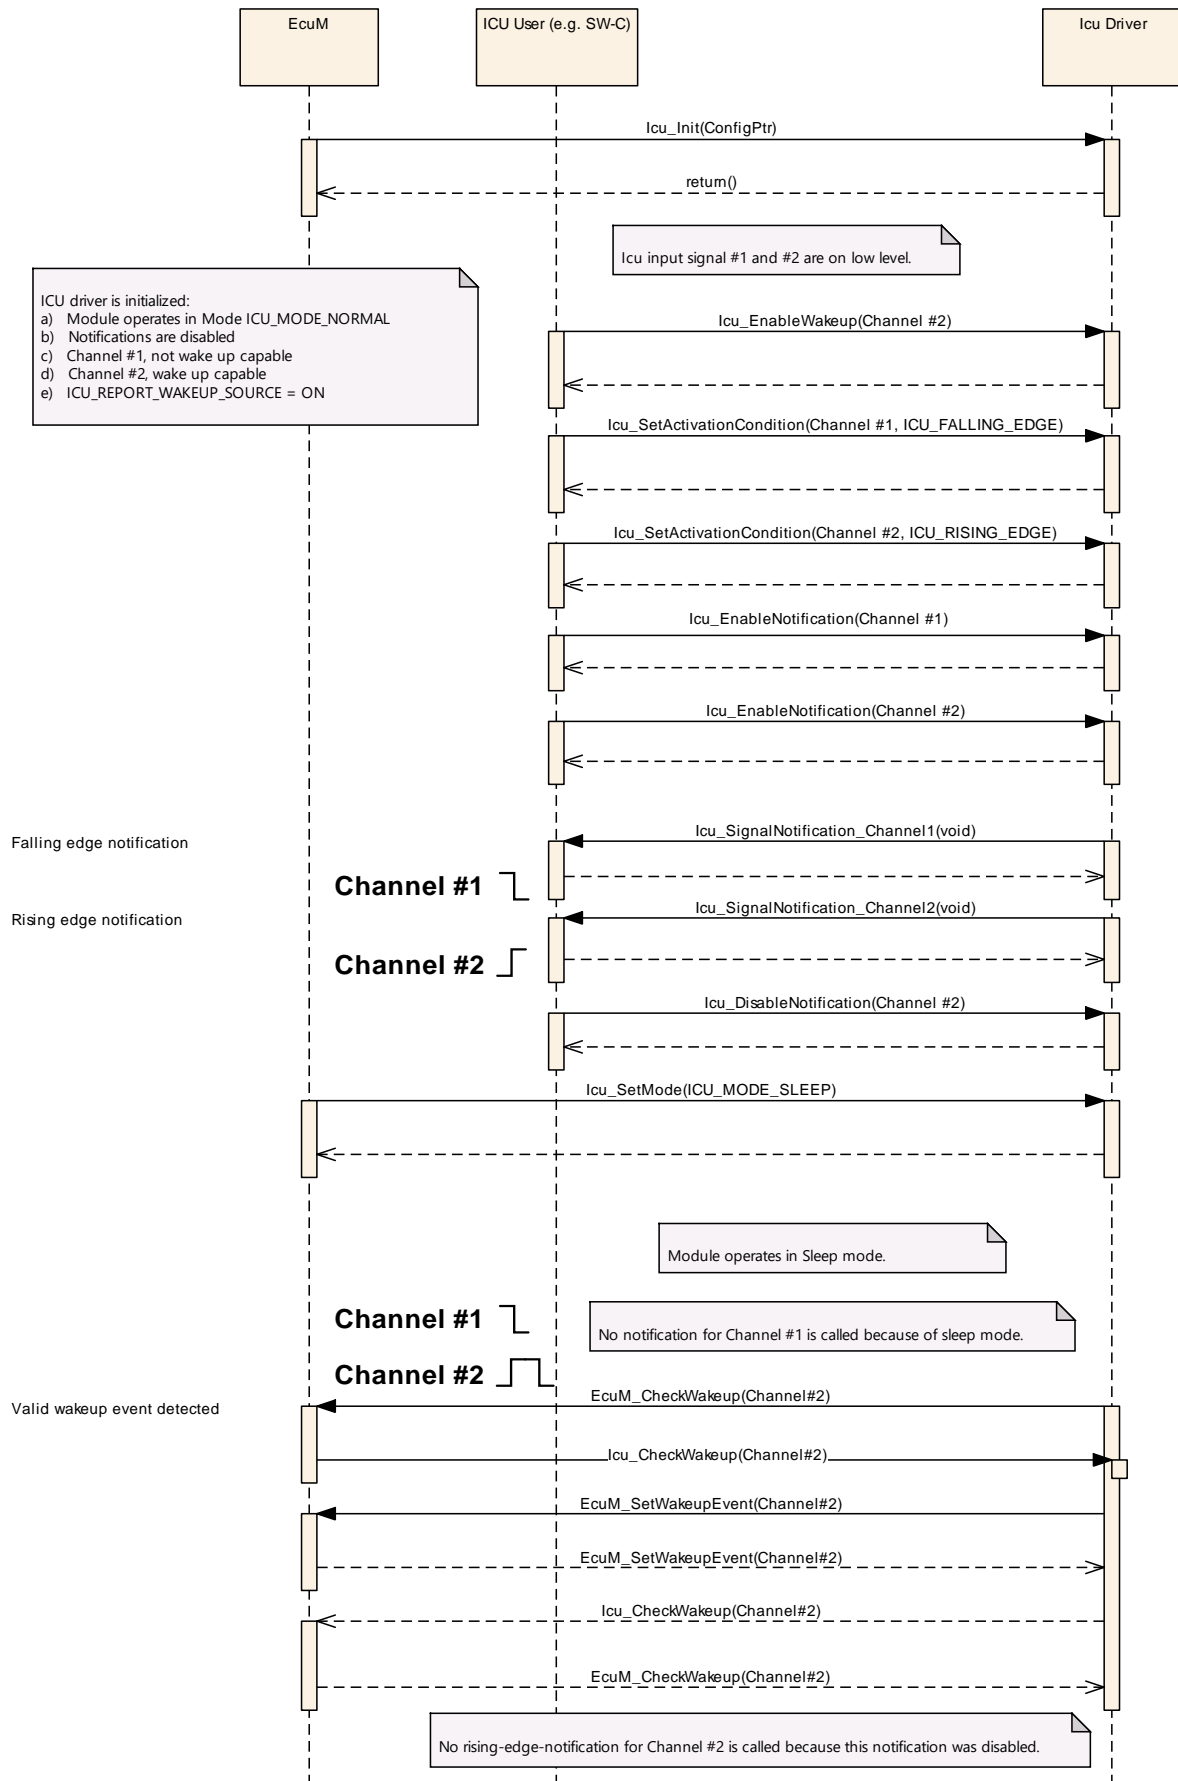 EcuM
ICU User (e.g. SW-C)
Icu Driver
Icu_Init(ConfigPtr)
return()
Icu input signal #1 and #2 are on low level.
ICU driver is initialized:
a) Module operates in Mode ICU_MODE_NORMAL
b) Notifications are disabled
c) Channel #1, not wake up capable
d) Channel #2, wake up capable
e) ICU_REPORT_WAKEUP_SOURCE = ON
Icu_EnableWakeup(Channel #2)
Icu_SetActivationCondition(Channel #1, ICU_FALLING_EDGE)
Icu_SetActivationCondition(Channel #2, ICU_RISING_EDGE)
Icu_EnableNotification(Channel #1)
Icu_EnableNotification(Channel #2)
Icu_SignalNotification_Channel1(void)
Falling edge notification
Channel #1
Icu_SignalNotification_Channel2(void)
Rising edge notification
Channel #2
Icu_DisableNotification(Channel #2)
Icu_SetMode(ICU_MODE_SLEEP)
Module operates in Sleep mode.
Channel #1
No notification for Channel #1 is called because of sleep mode.
Channel #2
EcuM_CheckWakeup(Channel#2)
Valid wakeup event detected
Icu_CheckWakeup(Channel#2)
EcuM_SetWakeupEvent(Channel#2)
EcuM_SetWakeupEvent(Channel#2)
Icu_CheckWakeup(Channel#2)
EcuM_CheckWakeup(Channel#2)
No rising-edge-notification for Channel #2 is called because this notification was disabled.